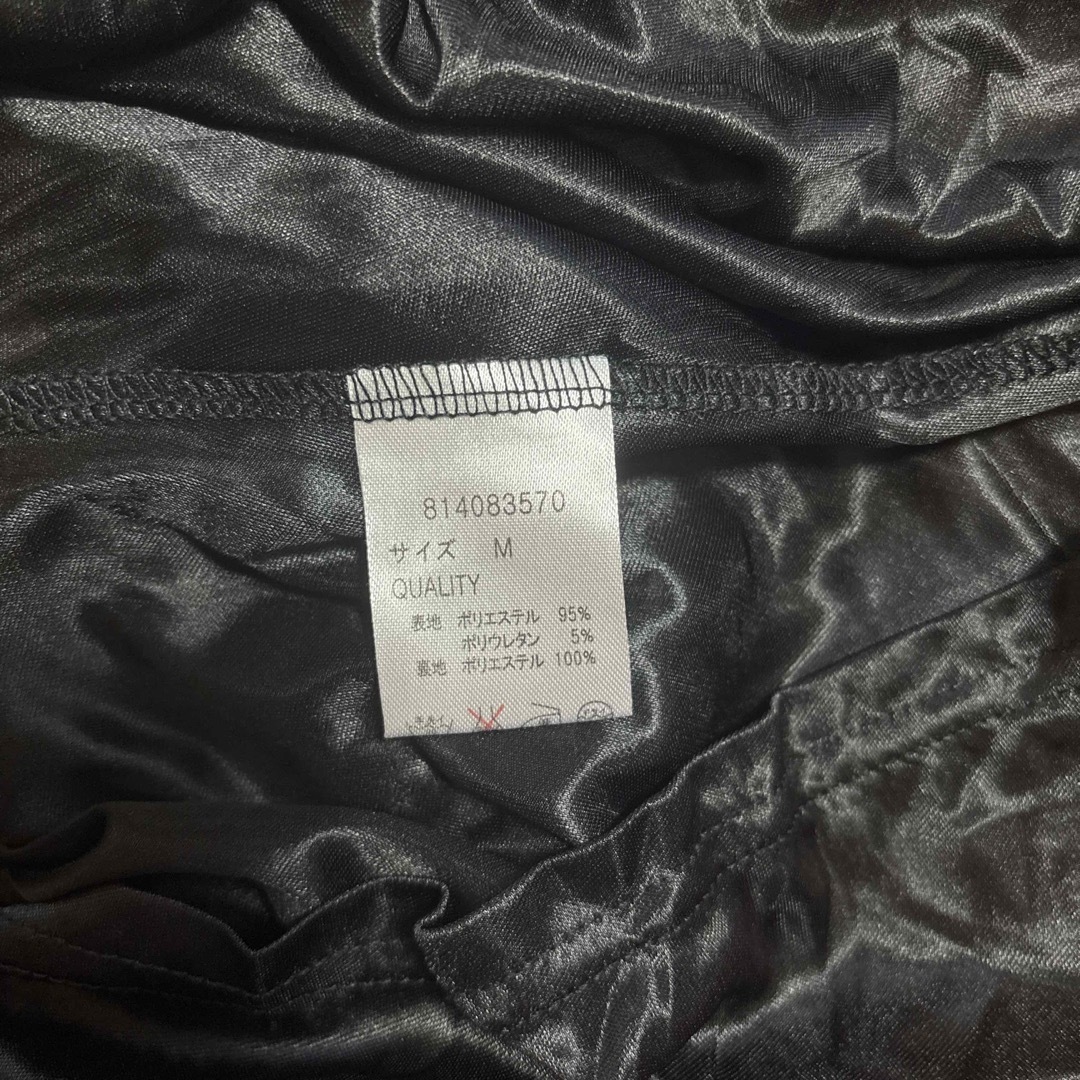 814083570
サイズ M
QUALITY
表地 ポリエステル 95%
ポリウレタン 5%
裏地 ポリエステル 100%